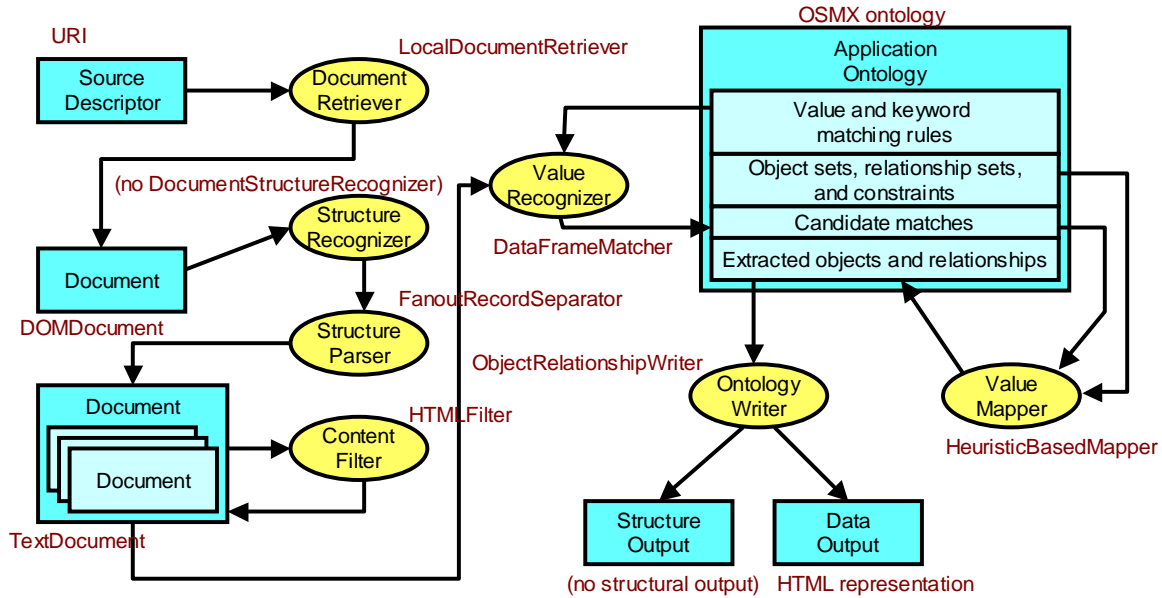 URI
Source
Descriptor
LocalDocumentRetriever
Document
Retriever
OSMX ontology
Application
Ontology
Value and keyword
matching rules
Object sets, relationship sets,
and constraints
Candidate matches
Extracted objects and relationships
(no DocumentStructureRecognizer)
Structure
Recognizer
Value
Recognizer
DataFrameMatcher
Document
DOMDocument
FanoutRecordSeparator
Structure
Parser
ObjectRelationshipWriter
Ontology
Writer
Value
Mapper
HeuristicBasedMapper
Document
Document
TextDocument
HTMLFilter
Content
Filter
Structure
Output
(no structural output)
Data
Output
HTML representation